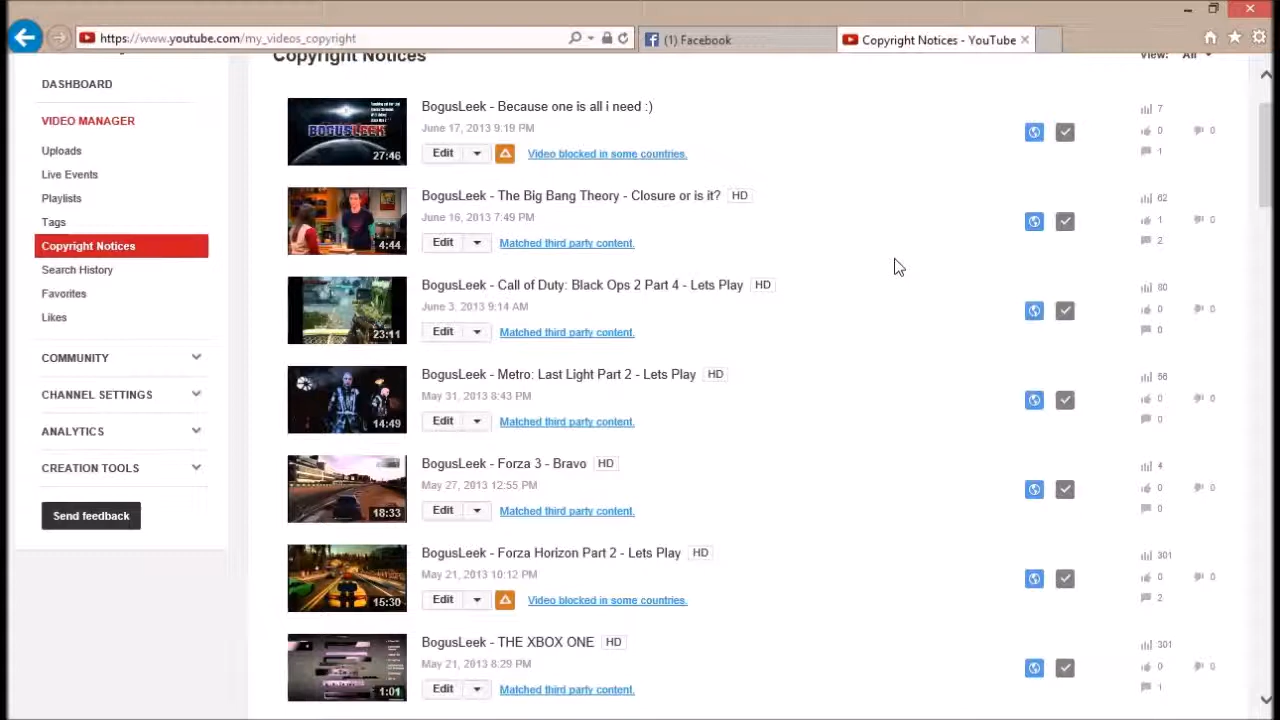 https://www.youtube.com/my_videos_copyright
(1) Facebook
Copyright Notices - YouTube
Copyright Notices
View: All
DASHBOARD
VIDEO MANAGER
Uploads
Live Events
Playlists
Tags
Copyright Notices
Search History
Favorites
Likes
COMMUNITY
CHANNEL SETTINGS
ANALYTICS
CREATION TOOLS
Send feedback
BOGUSLEEK
27:46
BogusLeek - Because one is all i need :)
June 17, 2013 9:19 PM
Edit
Video blocked in some countries.
7
0 0
1
4:44
BogusLeek - The Big Bang Theory - Closure or is it? HD
June 16, 2013 7:49 PM
Edit
Matched third party content.
62
1 0
2
23:11
BogusLeek - Call of Duty: Black Ops 2 Part 4 - Lets Play HD
June 3, 2013 9:14 AM
Edit
Matched third party content.
80
0 0
0
14:49
BogusLeek - Metro: Last Light Part 2 - Lets Play HD
May 31, 2013 8:43 PM
Edit
Matched third party content.
56
0 0
0
18:33
BogusLeek - Forza 3 - Bravo HD
May 27, 2013 12:55 PM
Edit
Matched third party content.
4
0 0
0
15:30
BogusLeek - Forza Horizon Part 2 - Lets Play HD
May 21, 2013 10:12 PM
Edit
Video blocked in some countries.
301
0 0
2
1:01
BogusLeek - THE XBOX ONE HD
May 21, 2013 8:29 PM
Edit
Matched third party content.
301
0 0
1